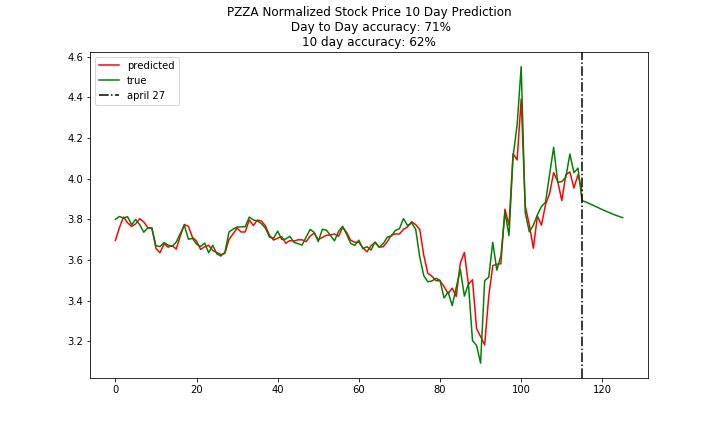 PZZA Normalized Stock Price 10 Day Prediction
Day to Day accuracy: 71%
10 day accuracy: 62%
predicted
true
april 27
4.6
4.4
4.2
4.0
3.8
3.6
3.4
3.2
0 20 40 60 80 100 120